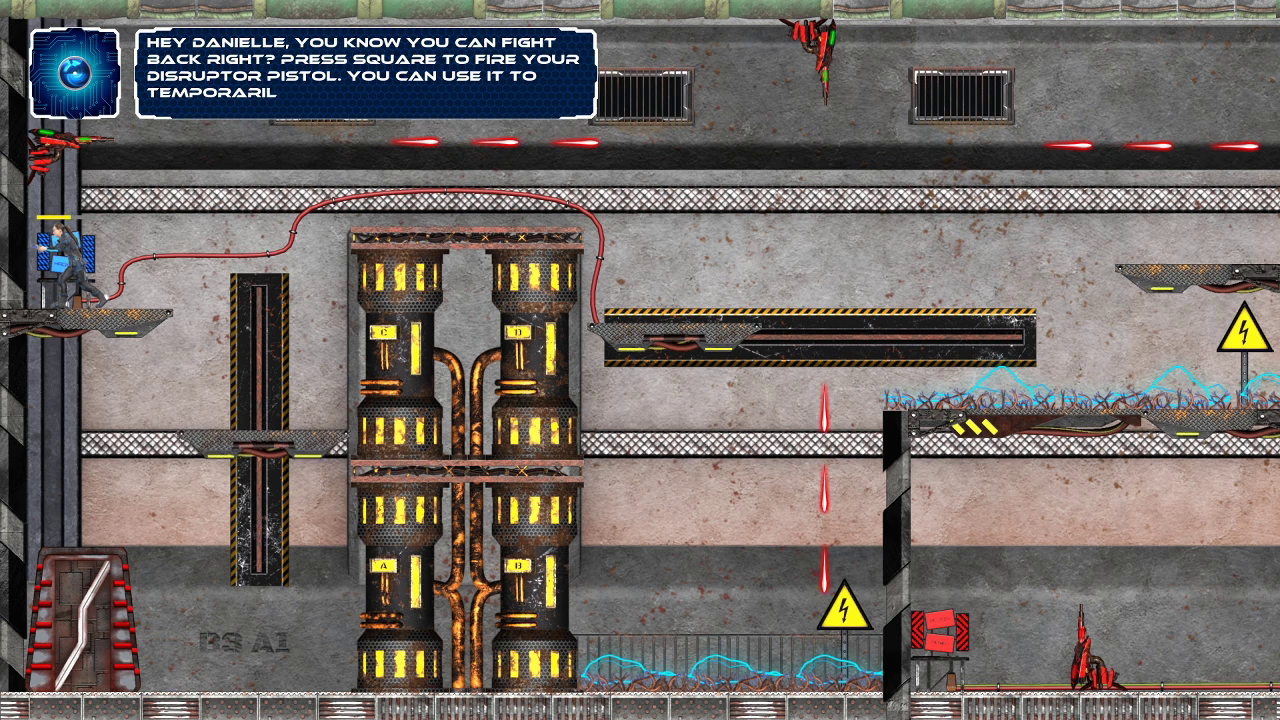 HEY DANIELLE, YOU KNOW YOU CAN FIGHT
BACK RIGHT? PRESS SQUARE TO FIRE YOUR
DISRUPTOR PISTOL. YOU CAN USE IT TO
TEMPORARIL
C
D
A
B
BS A1